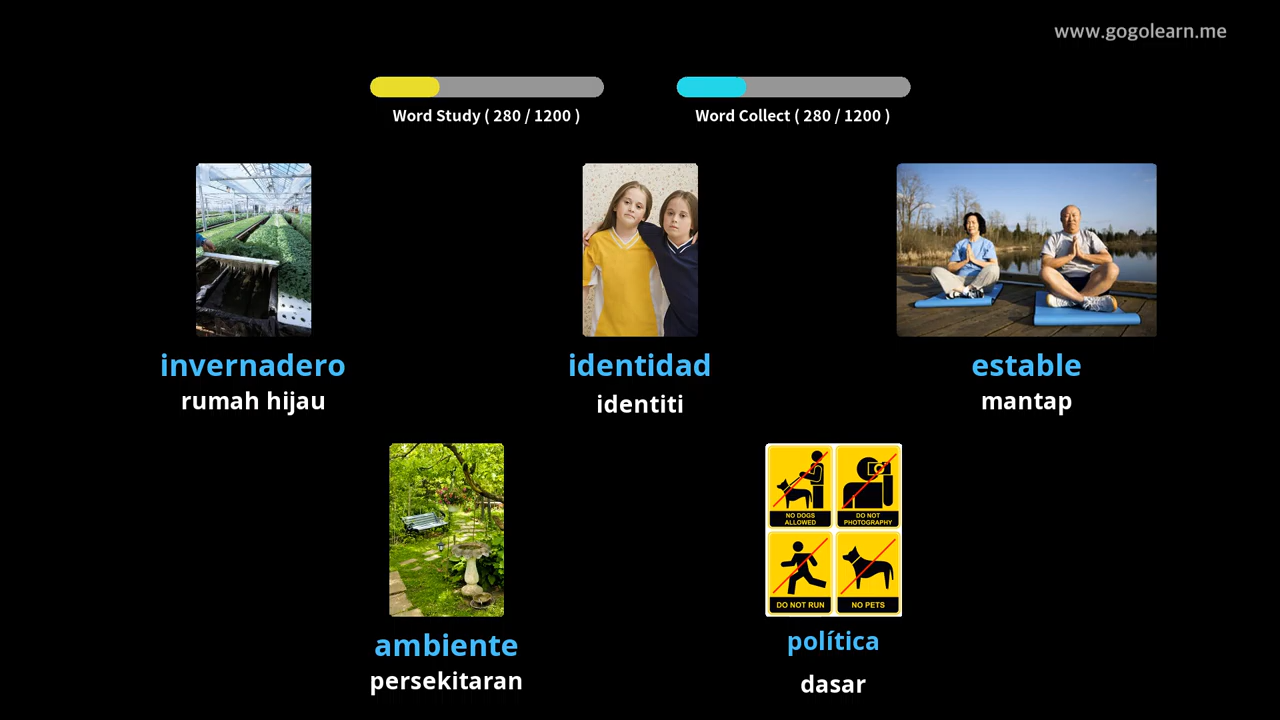 www.gogolearn.me
Word Study ( 280 / 1200 )
Word Collect ( 280 / 1200 )
invernadero
rumah hijau
identidad
identiti
estable
mantap
NO DOGS
ALLOWED
DO NOT
PHOTOGRAPHY
DO NOT RUN
NO PETS
ambiente
persekitaran
política
dasar